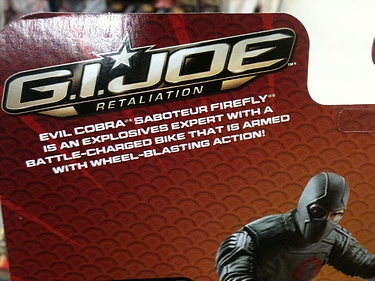 G.I. JOE™
RETALIATION
EVIL COBRA™ SABOTEUR FIREFLY™
IS AN EXPLOSIVES EXPERT WITH A
BATTLE-CHARGED BIKE THAT IS ARMED
WITH WHEEL-BLASTING ACTION!